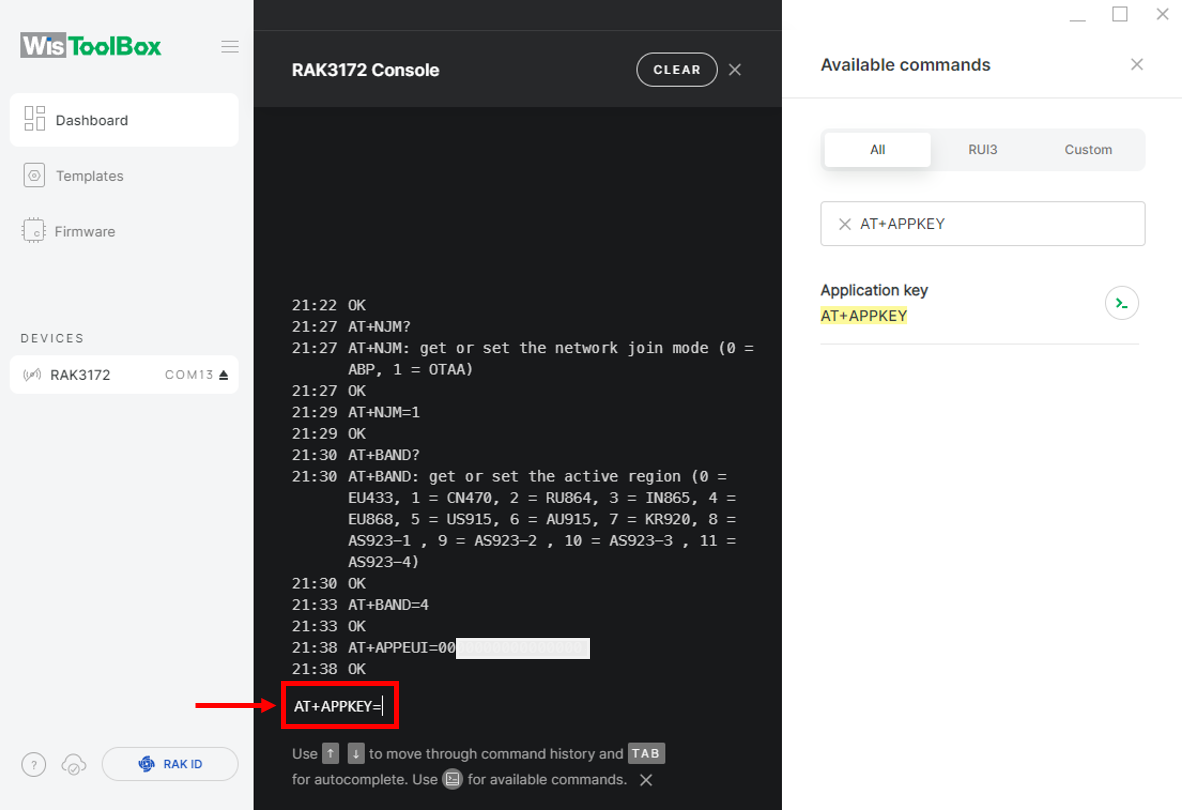 WisToolBox
Dashboard
Templates
Firmware
DEVICES
RAK3172 COM13
?
RAK ID
RAK3172 Console
CLEAR
21:22 OK
21:27 AT+NJM?
21:27 AT+NJM: get or set the network join mode (0 =
ABP, 1 = OTAA)
21:27 OK
21:29 AT+NJM=1
21:29 OK
21:30 AT+BAND?
21:30 AT+BAND: get or set the active region (0 =
EU433, 1 = CN470, 2 = RU864, 3 = IN865, 4 =
EU868, 5 = US915, 6 = AU915, 7 = KR920, 8 =
AS923-1 , 9 = AS923-2 , 10 = AS923-3 , 11 =
AS923-4)
21:30 OK
21:33 AT+BAND=4
21:33 OK
21:38 AT+APPEUI=00
21:38 OK
AT+APPKEY=
Use ↑ ↓ to move through command history and TAB
for autocomplete. Use for available commands.
Available commands
All RUI3 Custom
AT+APPKEY
Application key
AT+APPKEY